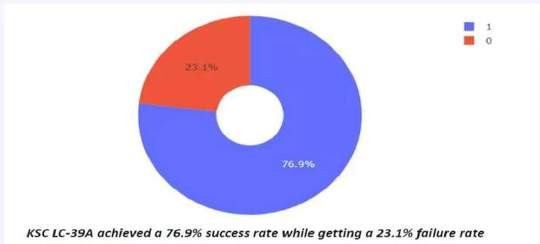 1
0
23.1%
76.9%
KSC LC-39A achieved a 76.9% success rate while getting a 23.1% failure rate